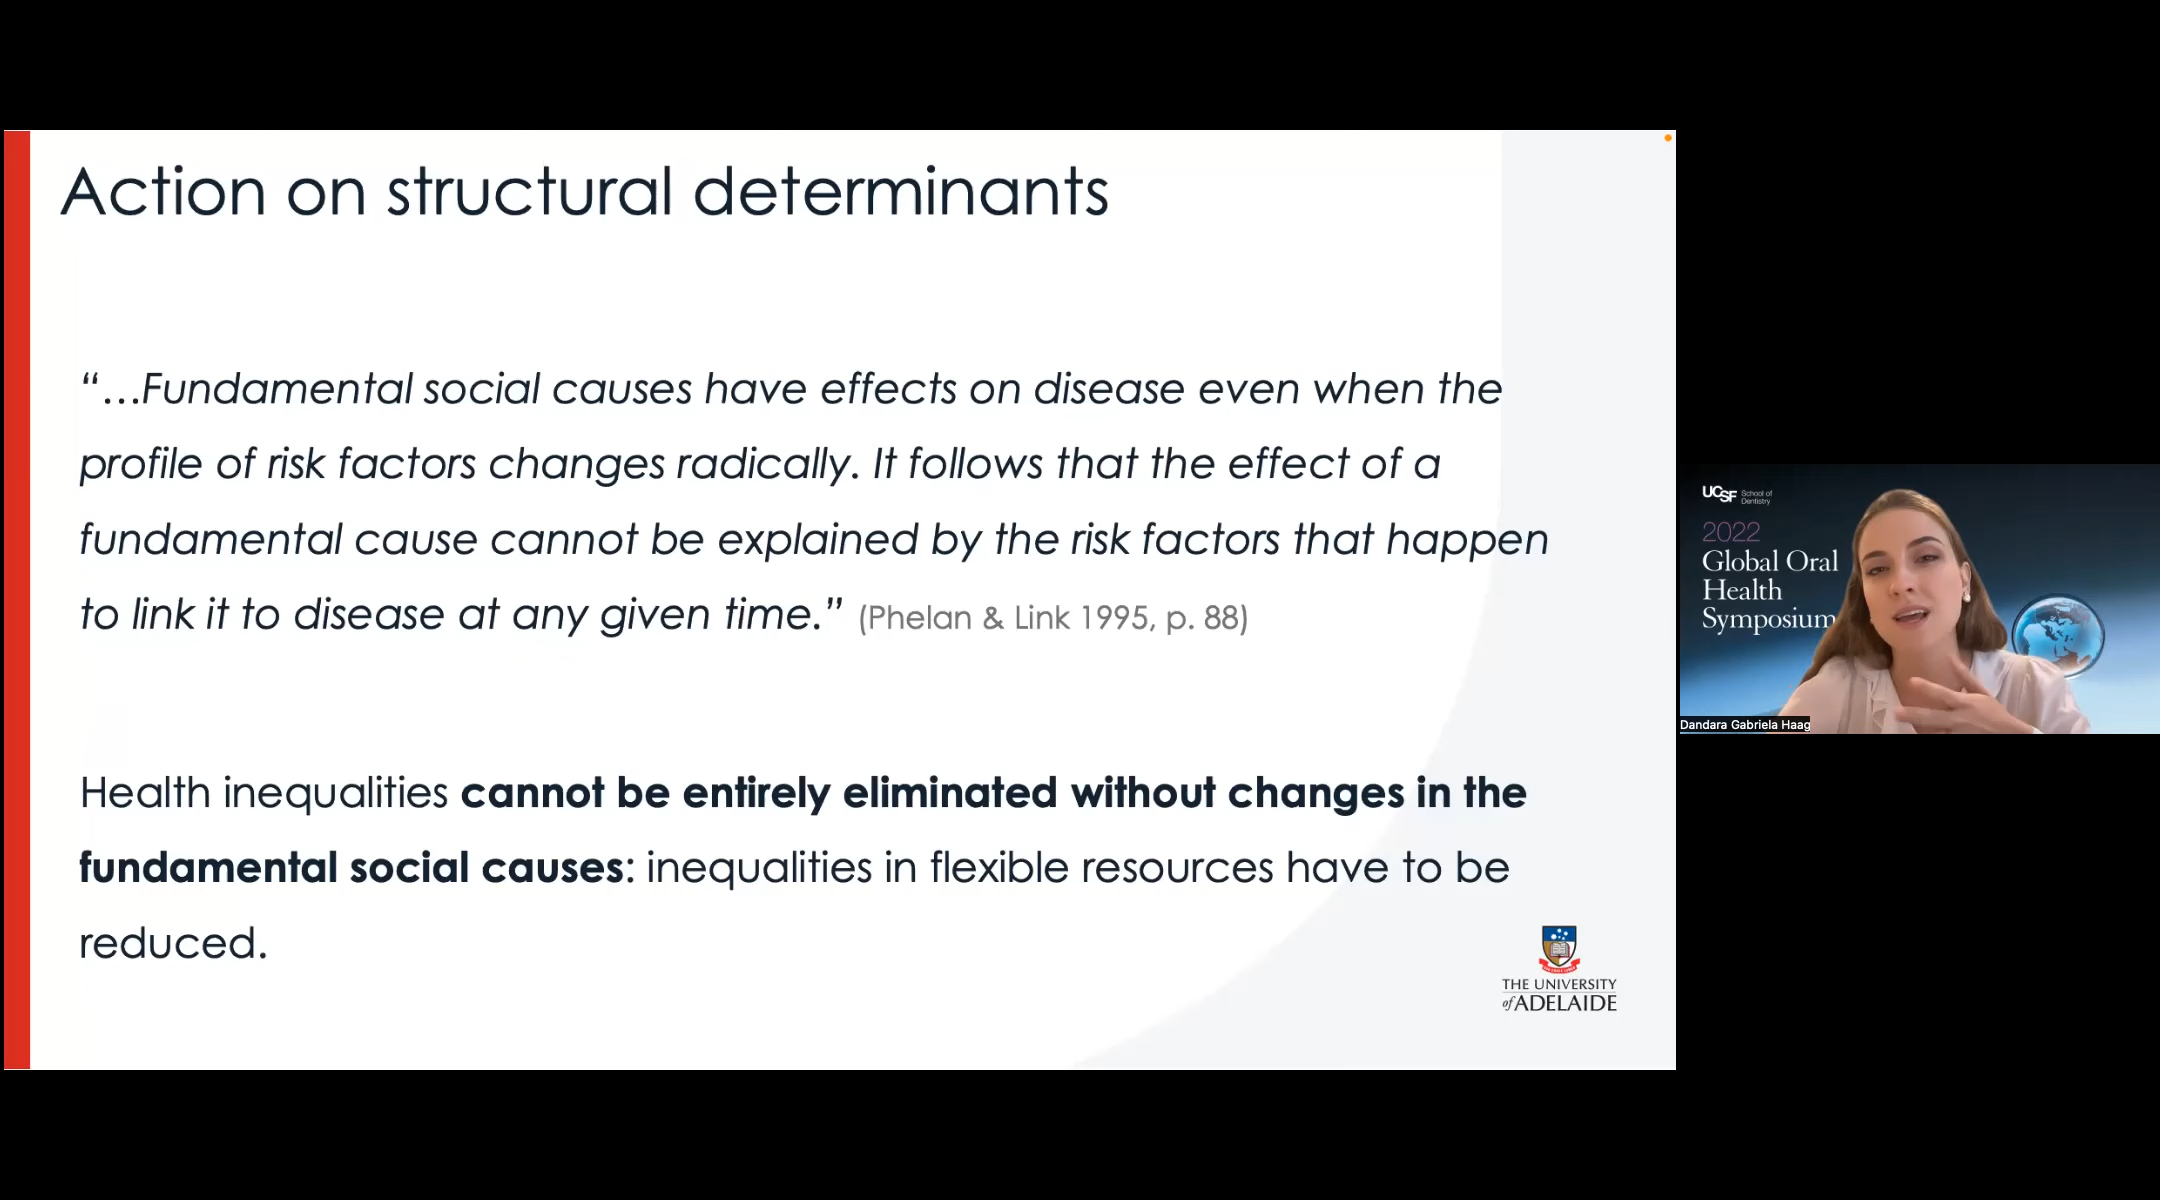 Action on structural determinants
“…Fundamental social causes have effects on disease even when the
profile of risk factors changes radically. It follows that the effect of a
fundamental cause cannot be explained by the risk factors that happen
to link it to disease at any given time.” (Phelan & Link 1995, p. 88)
Health inequalities cannot be entirely eliminated without changes in the
fundamental social causes: inequalities in flexible resources have to be
reduced.
THE UNIVERSITY
of ADELAIDE
UCSF School of
Dentistry
2022
Global Oral
Health
Symposium
Dandara Gabriela Haag